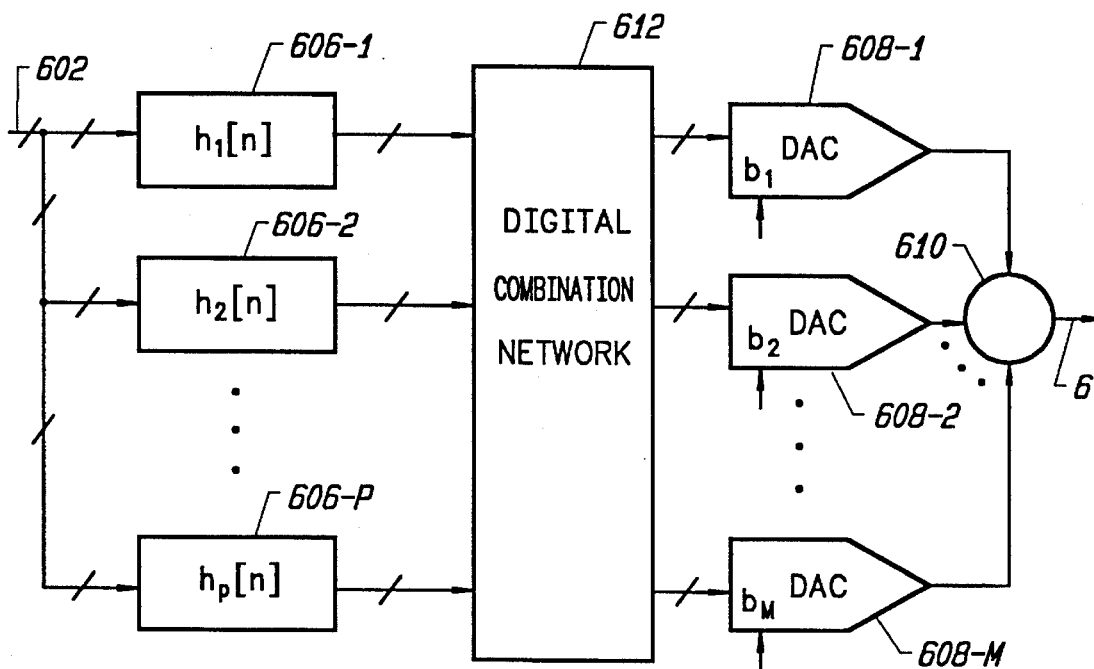 602
606-1
h1[n]
606-2
h2[n]
606-P
hp[n]
612
DIGITAL
COMBINATION
NETWORK
608-1
DAC
b1
608-2
DAC
b2
608-M
DAC
bM
610
6